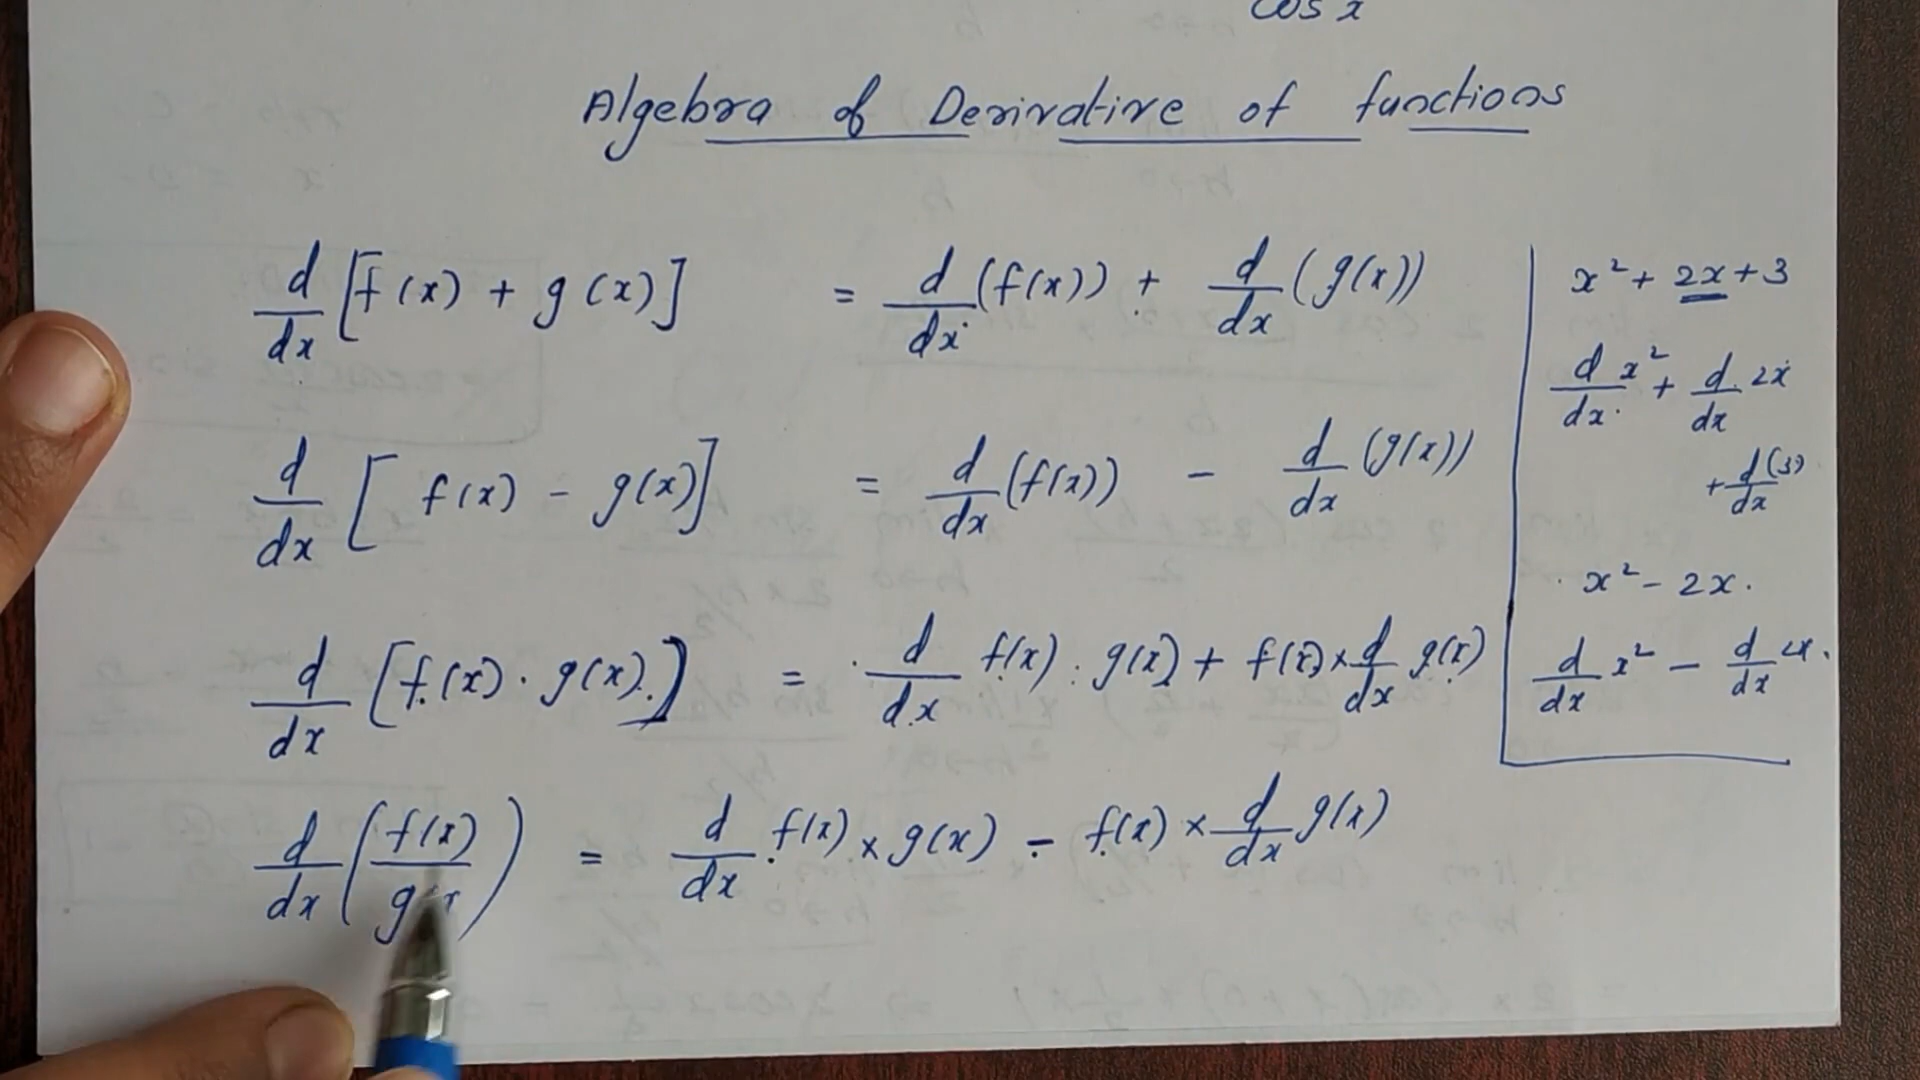 cos x
Algebra of Derivative of functions
d/dx [f(x) + g(x)] = d/dx (f(x)) + d/dx (g(x))
d/dx [f(x) - g(x)] = d/dx (f(x)) - d/dx (g(x))
d/dx [f(x) · g(x)] = d/dx f(x) · g(x) + f(x) × d/dx g(x)
d/dx (f(x)/g(x)) = d/dx f(x) × g(x) - f(x) × d/dx g(x)
x² + 2x + 3
d/dx x² + d/dx 2x
+ d/dx (3)
x² - 2x.
d/dx x² - d/dx 2x.